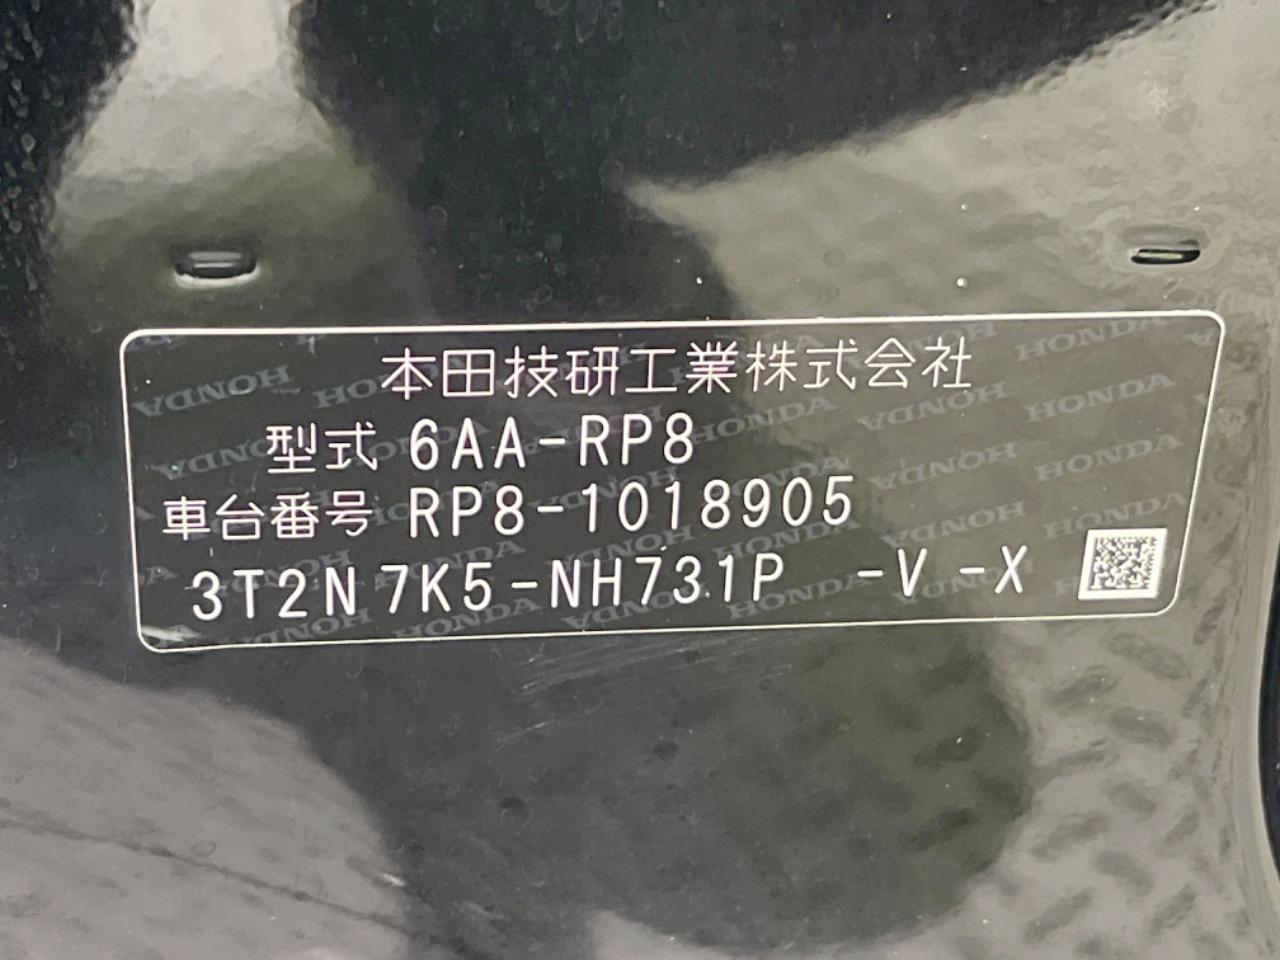 本田技研工業株式会社
型式 6AA-RP8
車台番号 RP8-1018905
3T2N7K5-NH731P -V -X